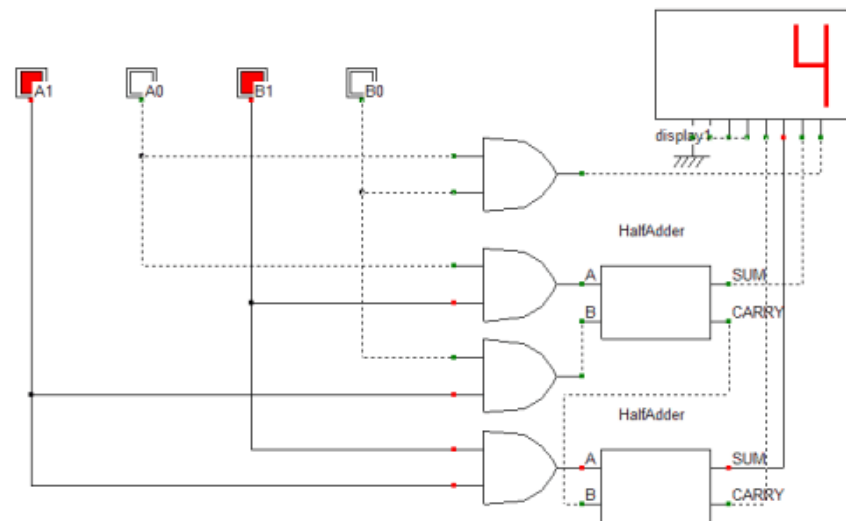 4
A1
A0
B1
B0
display1
HalfAdder
A
SUM
B
CARRY
HalfAdder
A
SUM
B
CARRY